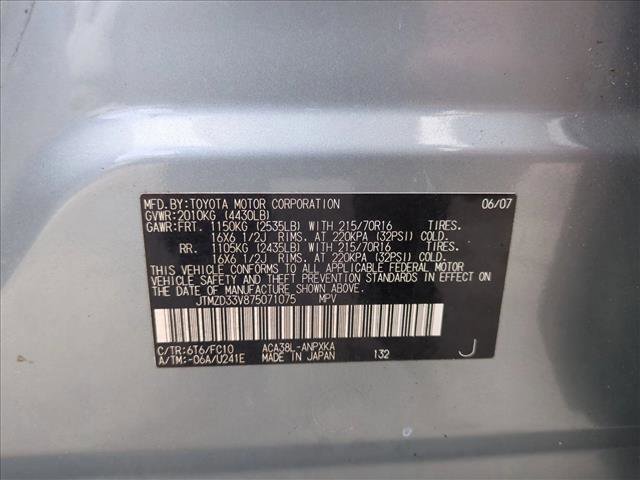 MFD.BY:TOYOTA MOTOR CORPORATION 06/07
GVWR:2010KG (4430LB)
GAWR:FRT. 1150KG (2535LB) WITH 215/70R16 TIRES.
16X6 1/2J RIMS. AT 220KPA (32PSI) COLD.
RR. 1105KG (2435LB) WITH 215/70R16 TIRES.
16X6 1/2J RIMS. AT 220KPA (32PSI) COLD.
THIS VEHICLE CONFORMS TO ALL APPLICABLE FEDERAL MOTOR
VEHICLE SAFETY AND THEFT PREVENTION STANDARDS IN EFFECT ON
THE DATE OF MANUFACTURE SHOWN ABOVE.
JTMZD33V875071075 MPV
C/TR:6T6/FC10 ACA38L-ANPXKA
A/TM:-06A/U241E MADE IN JAPAN 132 J